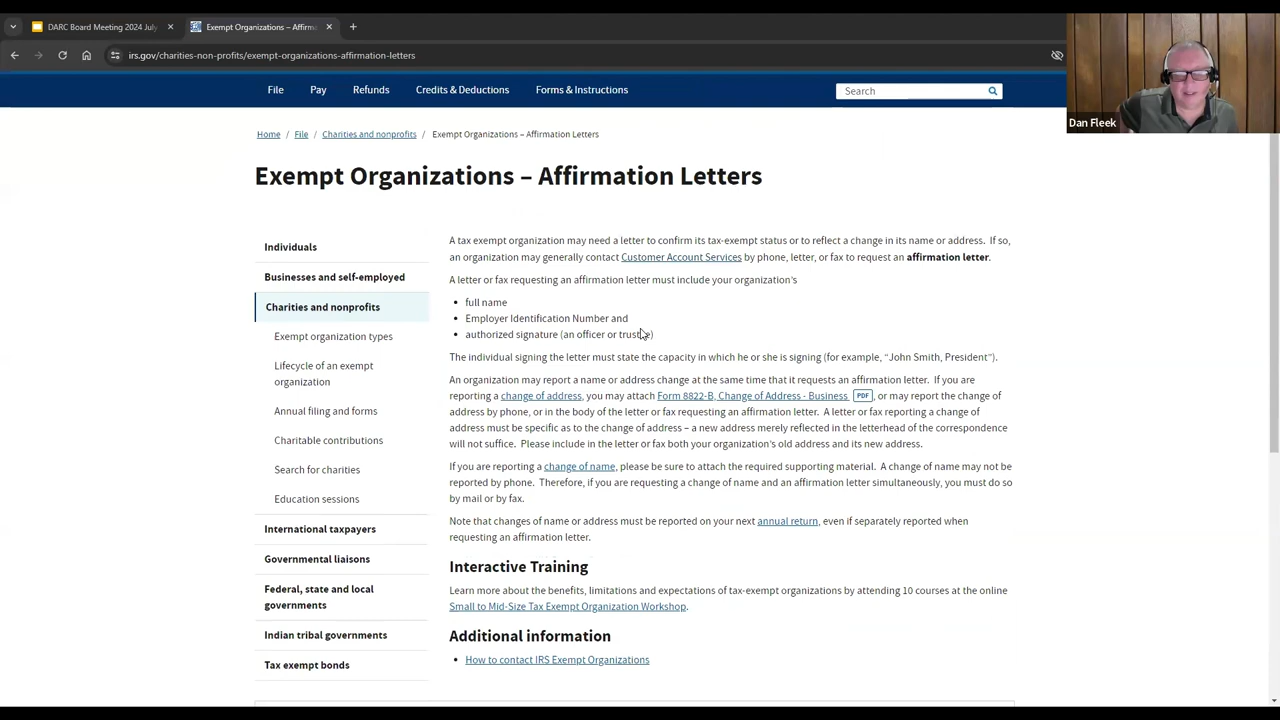 DARC Board Meeting 2024 July
Exempt Organizations – Affirma
irs.gov/charities-non-profits/exempt-organizations-affirmation-letters
File Pay Refunds Credits & Deductions Forms & Instructions Search
Dan Fleek
Home / File / Charities and nonprofits / Exempt Organizations – Affirmation Letters
Exempt Organizations – Affirmation Letters
Individuals
Businesses and self-employed
Charities and nonprofits
Exempt organization types
Lifecycle of an exempt
organization
Annual filing and forms
Charitable contributions
Search for charities
Education sessions
International taxpayers
Governmental liaisons
Federal, state and local
governments
Indian tribal governments
Tax exempt bonds
A tax exempt organization may need a letter to confirm its tax-exempt status or to reflect a change in its name or address. If so,
an organization may generally contact Customer Account Services by phone, letter, or fax to request an affirmation letter.
A letter or fax requesting an affirmation letter must include your organization's
• full name
• Employer Identification Number and
• authorized signature (an officer or trustee)
The individual signing the letter must state the capacity in which he or she is signing (for example, “John Smith, President”).
An organization may report a name or address change at the same time that it requests an affirmation letter. If you are
reporting a change of address, you may attach Form 8822-B, Change of Address - Business PDF, or may report the change of
address by phone, or in the body of the letter or fax requesting an affirmation letter. A letter or fax reporting a change of
address must be specific as to the change of address – a new address merely reflected in the letterhead of the correspondence
will not suffice. Please include in the letter or fax both your organization's old address and its new address.
If you are reporting a change of name, please be sure to attach the required supporting material. A change of name may not be
reported by phone. Therefore, if you are requesting a change of name and an affirmation letter simultaneously, you must do so
by mail or by fax.
Note that changes of name or address must be reported on your next annual return, even if separately reported when
requesting an affirmation letter.
Interactive Training
Learn more about the benefits, limitations and expectations of tax-exempt organizations by attending 10 courses at the online
Small to Mid-Size Tax Exempt Organization Workshop.
Additional information
• How to contact IRS Exempt Organizations